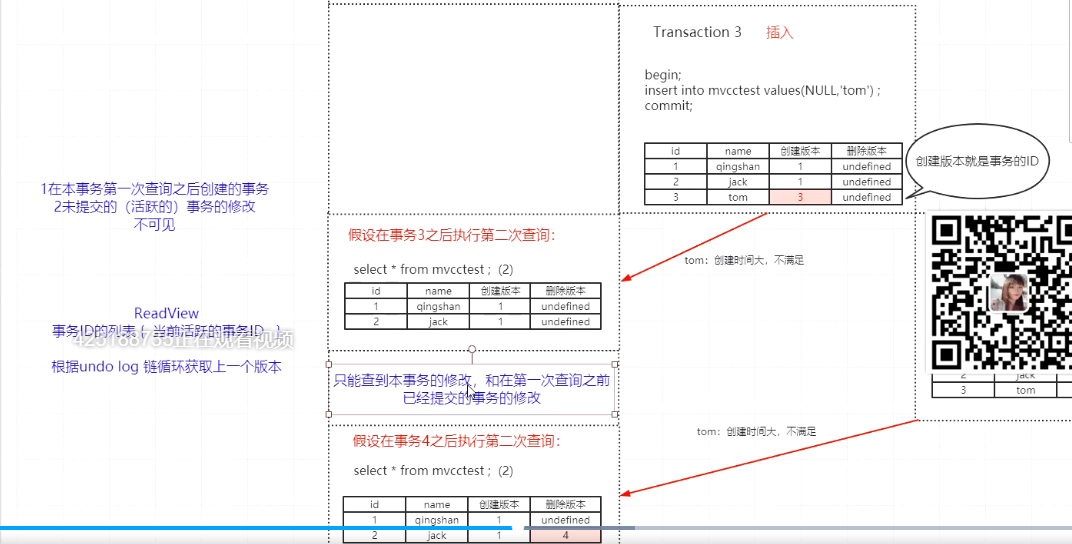 Transaction 3 插入
begin;
insert into mvcctest values(NULL,'tom') ;
commit;
id name 创建版本 删除版本
1 qingshan 1 undefined
2 jack 1 undefined
3 tom 3 undefined
创建版本就是事务的ID
1在本事务第一次查询之后创建的事务
2未提交的（活跃的）事务的修改
不可见
假设在事务3之后执行第二次查询：
select * from mvcctest ; (2)
id name 创建版本 删除版本
1 qingshan 1 undefined
2 jack 1 undefined
tom：创建时间大，不满足
ReadView
事务ID的列表 当前活跃的事务ID
正在观看视频
根据undo log 链循环获取上一个版本
只能查到本事务的修改，和在第一次查询之前
已经提交的事务的修改
2 jack
3 tom
tom：创建时间大，不满足
假设在事务4之后执行第二次查询：
select * from mvcctest ; (2)
id name 创建版本 删除版本
1 qingshan 1 undefined
2 jack 1 4